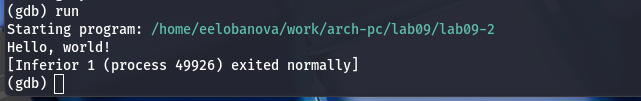 (gdb) run
Starting program: /home/eelobanova/work/arch-pc/lab09/lab09-2
Hello, world!
[Inferior 1 (process 49926) exited normally]
(gdb)